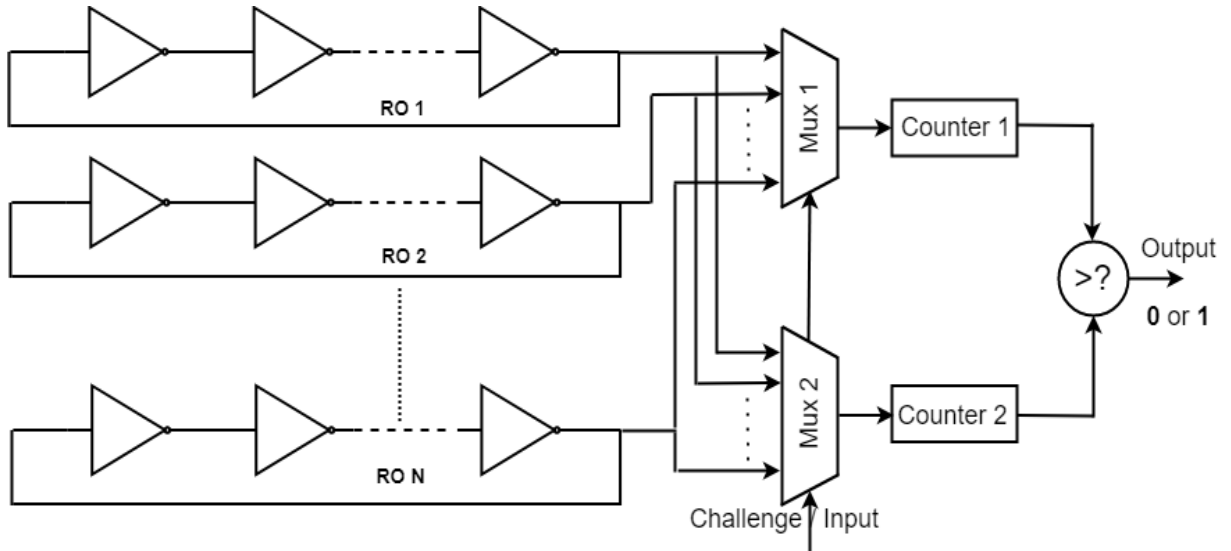 RO 1
RO 2
RO N
Mux 1
Mux 2
Counter 1
Counter 2
>?
Output
0 or 1
Challenge / Input